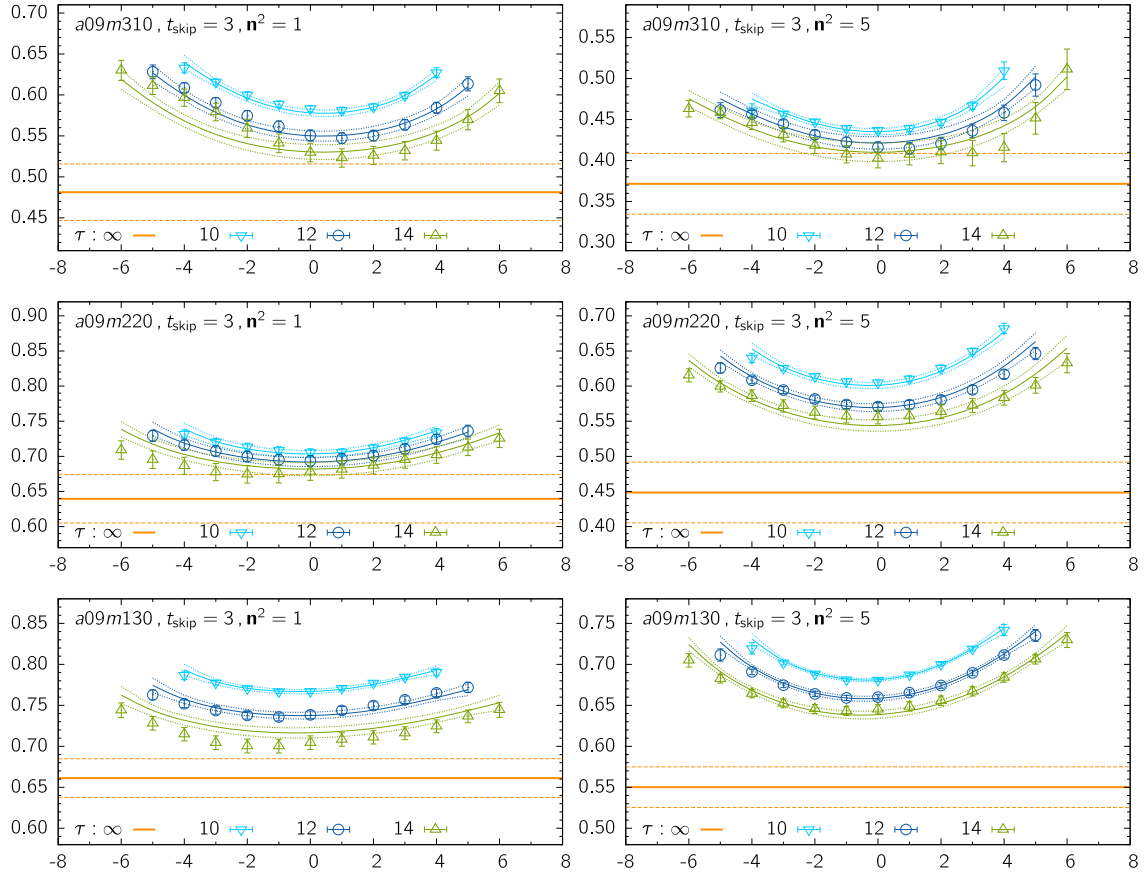 a09m310 , t_skip = 3 , n² = 1
0.70
0.65
0.60
0.55
0.50
0.45
τ : ∞ 10 12 14
-8 -6 -4 -2 0 2 4 6 8
a09m310 , t_skip = 3 , n² = 5
0.55
0.50
0.45
0.40
0.35
0.30
τ : ∞ 10 12 14
-8 -6 -4 -2 0 2 4 6 8
a09m220 , t_skip = 3 , n² = 1
0.90
0.85
0.80
0.75
0.70
0.65
0.60
τ : ∞ 10 12 14
-8 -6 -4 -2 0 2 4 6 8
a09m220 , t_skip = 3 , n² = 5
0.70
0.65
0.60
0.55
0.50
0.45
0.40
τ : ∞ 10 12 14
-8 -6 -4 -2 0 2 4 6 8
a09m130 , t_skip = 3 , n² = 1
0.85
0.80
0.75
0.70
0.65
0.60
τ : ∞ 10 12 14
-8 -6 -4 -2 0 2 4 6 8
a09m130 , t_skip = 3 , n² = 5
0.75
0.70
0.65
0.60
0.55
0.50
τ : ∞ 10 12 14
-8 -6 -4 -2 0 2 4 6 8